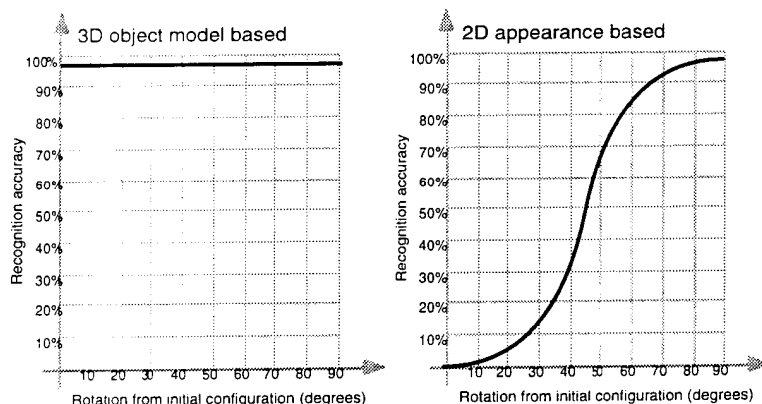 3D object model based
100%
90%
80%
70%
60%
50%
40%
30%
20%
10%
Recognition accuracy
10 20 30 40 50 60 70 80 90
Rotation from initial configuration (degrees)
2D appearance based
100%
90%
80%
70%
60%
50%
40%
30%
20%
10%
Recognition accuracy
10 20 30 40 50 60 70 80 90
Rotation from initial configuration (degrees)